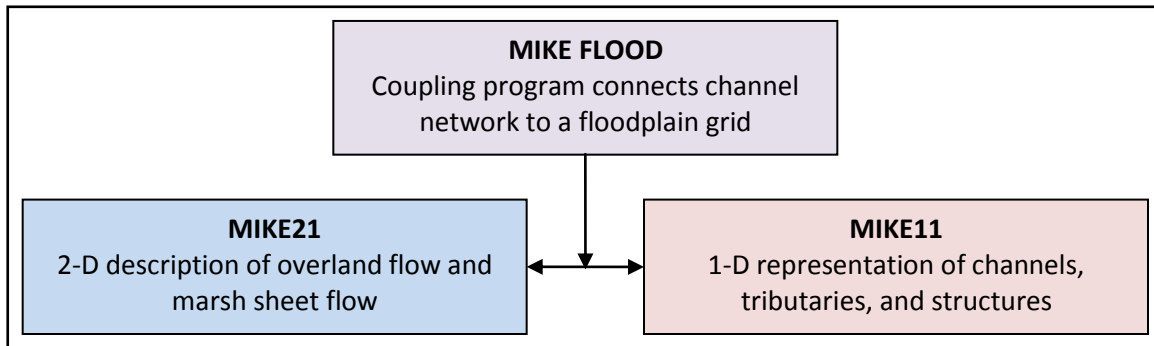 MIKE FLOOD
Coupling program connects channel
network to a floodplain grid
MIKE21
2-D description of overland flow and
marsh sheet flow
MIKE11
1-D representation of channels,
tributaries, and structures